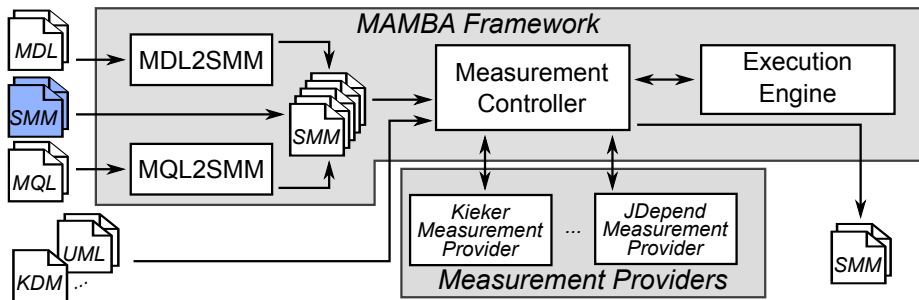 MAMBA Framework
MDL
MDL2SMM
Measurement
Controller
Execution
Engine
SMM
SMM
MQL
MQL2SMM
Kieker
Measurement
Provider
...
JDepend
Measurement
Provider
UML
KDM
...
Measurement Providers
SMM